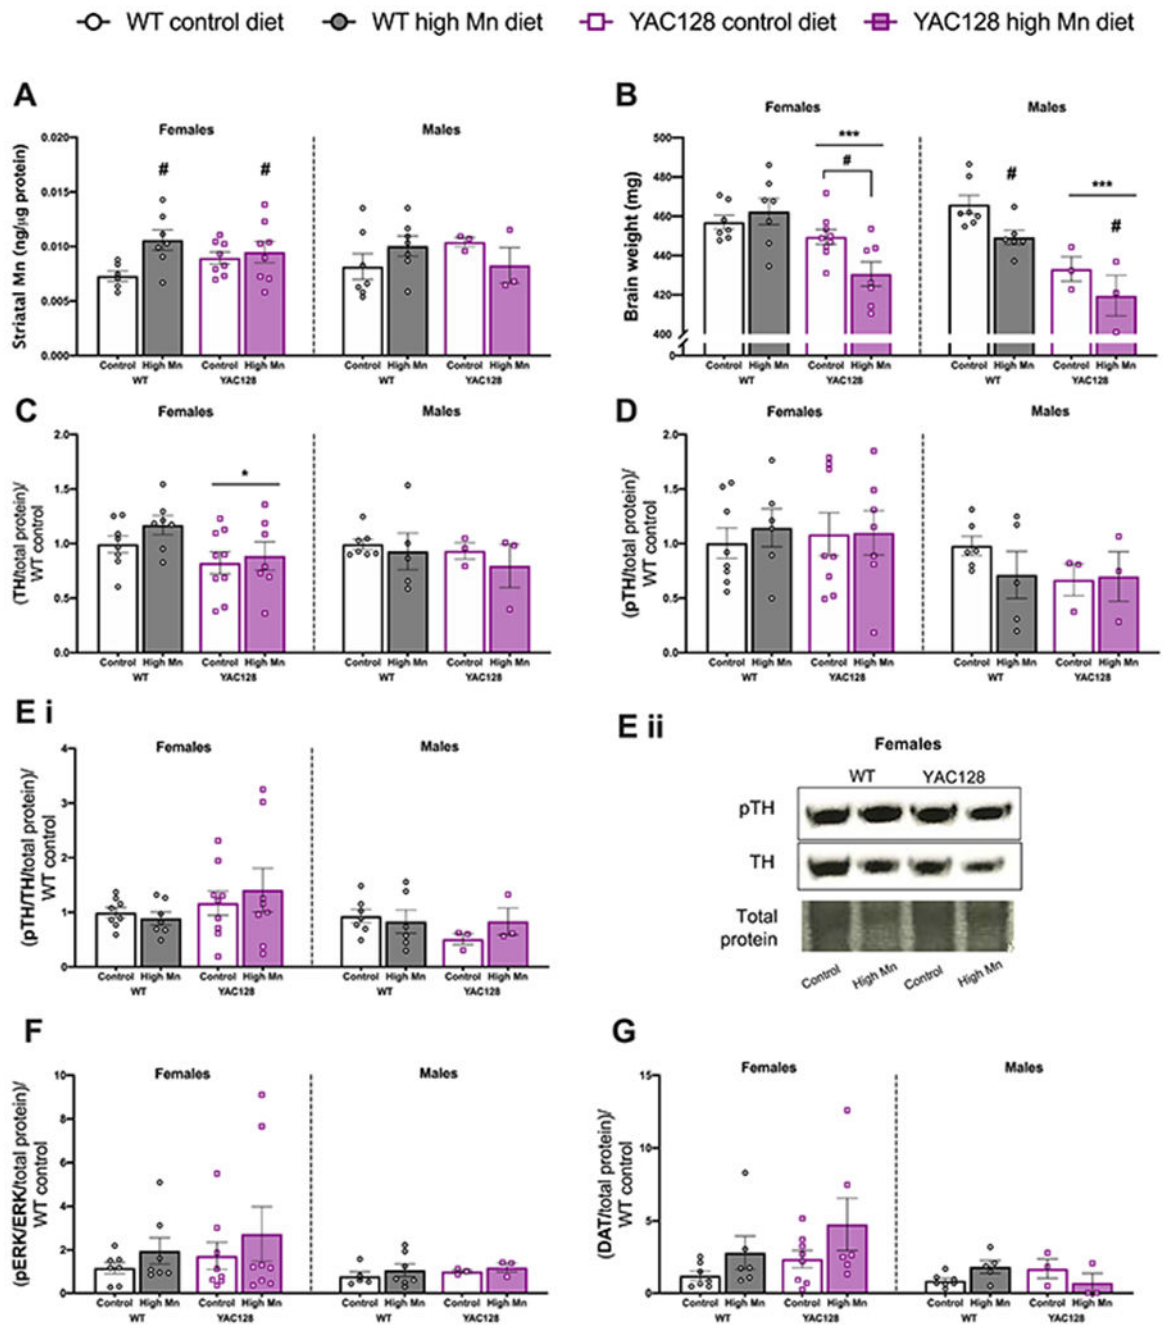 WT control diet WT high Mn diet YAC128 control diet YAC128 high Mn diet
A
Females Males
Striatal Mn (ng/µg protein)
0.020
0.015
0.010
0.005
0.000
# #
Control High Mn Control High Mn Control High Mn Control High Mn
WT YAC128 WT YAC128
B
Females Males
Brain weight (mg)
500
480
460
440
420
400
0
***
#
#
***
#
Control High Mn Control High Mn Control High Mn Control High Mn
WT YAC128 WT YAC128
C
Females Males
(TH/total protein)/
WT control
2.0
1.5
1.0
0.5
0.0
*
Control High Mn Control High Mn Control High Mn Control High Mn
WT YAC128 WT YAC128
D
Females Males
(pTH/total protein)/
WT control
2.0
1.5
1.0
0.5
0.0
Control High Mn Control High Mn Control High Mn Control High Mn
WT YAC128 WT YAC128
E i
Females Males
(pTH/TH/total protein)/
WT control
4
3
2
1
0
Control High Mn Control High Mn Control High Mn Control High Mn
WT YAC128 WT YAC128
E ii
Females
WT YAC128
pTH
TH
Total
protein
Control High Mn Control High Mn
F
Females Males
(pERK/ERK/total protein)/
WT control
10
8
6
4
2
0
Control High Mn Control High Mn Control High Mn Control High Mn
WT YAC128 WT YAC128
G
Females Males
(DAT/total protein)/
WT control
15
10
5
0
Control High Mn Control High Mn Control High Mn Control High Mn
WT YAC128 WT YAC128